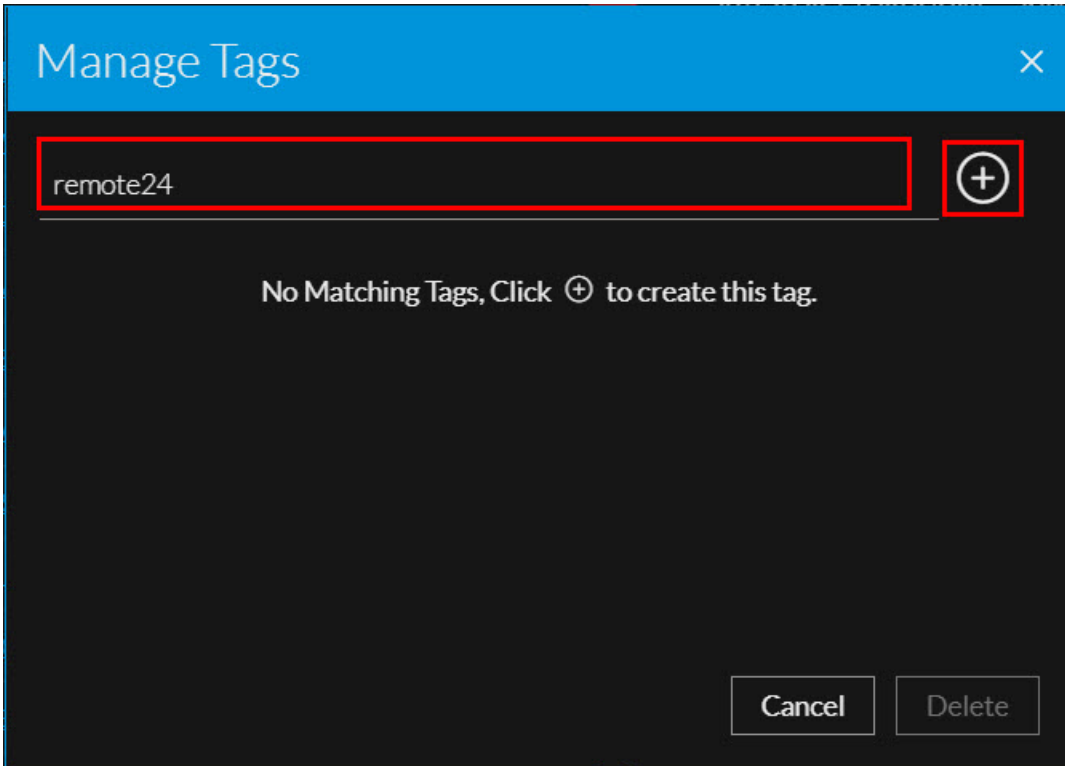 Manage Tags
remote24
No Matching Tags, Click ⊕ to create this tag.
Cancel
Delete